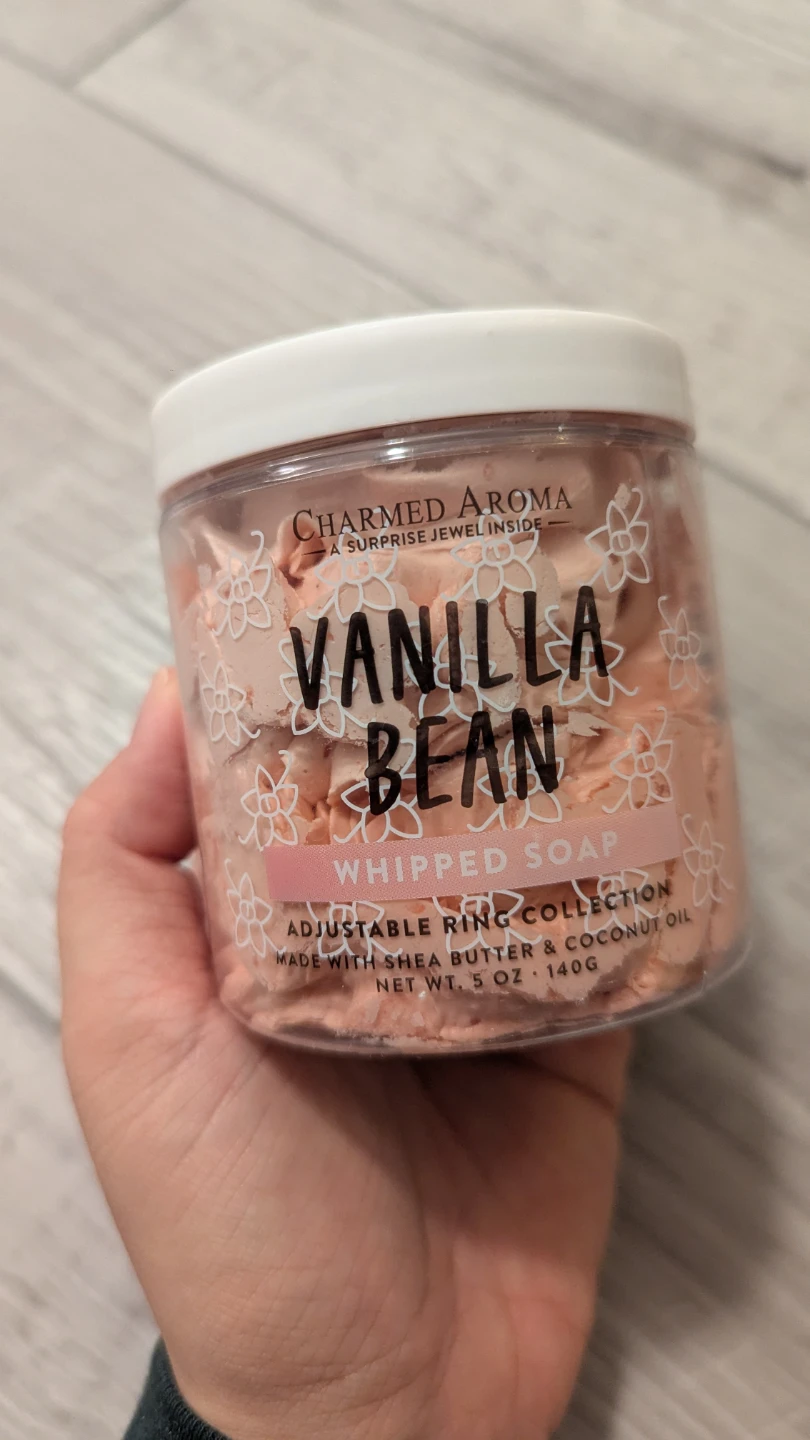 CHARMED AROMA
— A SURPRISE JEWEL INSIDE —
VANILLA
BEAN
WHIPPED SOAP
ADJUSTABLE RING COLLECTION
MADE WITH SHEA BUTTER & COCONUT OIL
NET WT. 5 OZ · 140G